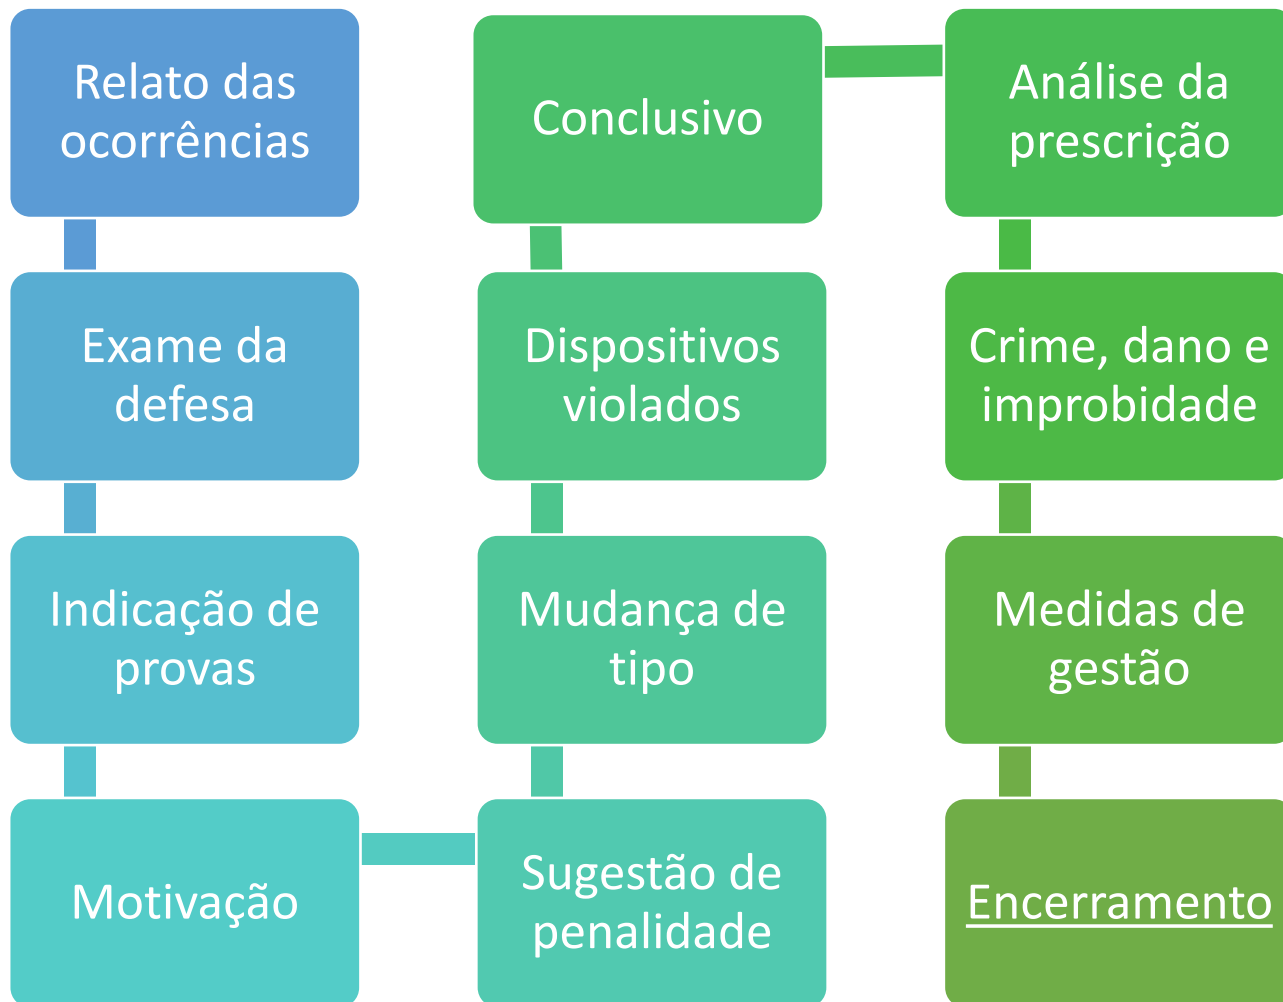 Relato das
ocorrências
Exame da
defesa
Indicação de
provas
Motivação
Sugestão de
penalidade
Mudança de
tipo
Dispositivos
violados
Conclusivo
Análise da
prescrição
Crime, dano e
improbidade
Medidas de
gestão
Encerramento